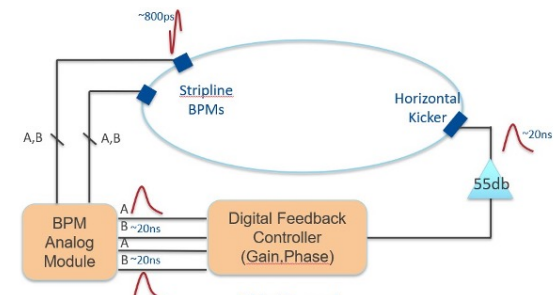 ~800ps
Stripline
BPMs
Horizontal
Kicker
~20ns
A,B
A,B
55db
BPM
Analog
Module
A
B ~20ns
A
B ~20ns
Digital Feedback
Controller
(Gain,Phase)